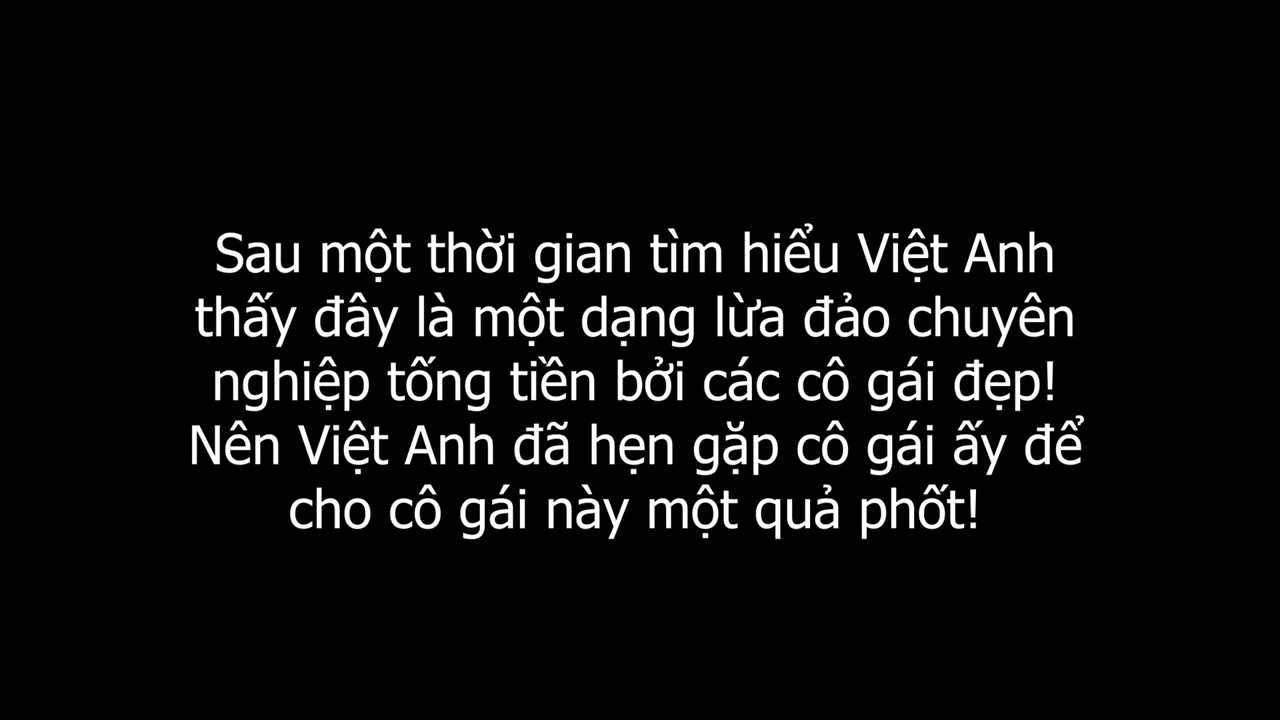 Sau một thời gian tìm hiểu Việt Anh
thấy đây là một dạng lừa đảo chuyên
nghiệp tống tiền bởi các cô gái đẹp!
Nên Việt Anh đã hẹn gặp cô gái ấy để
cho cô gái này một quả phốt!